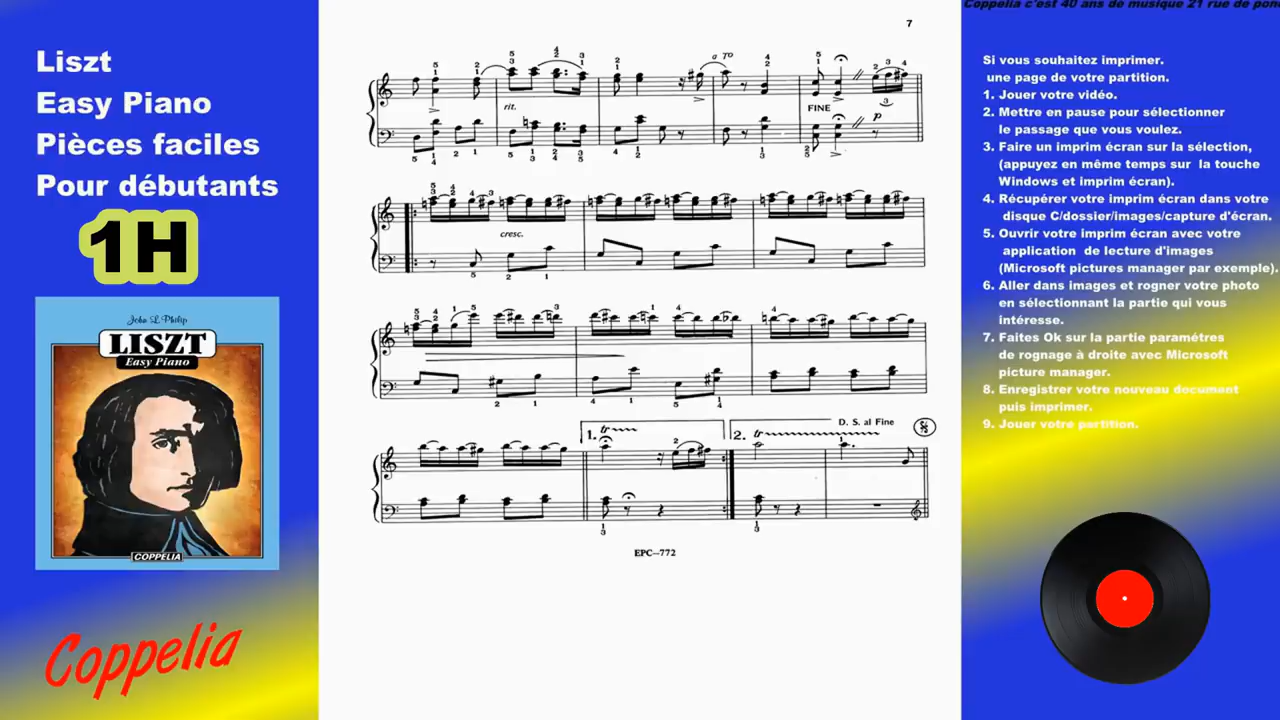 Liszt
Easy Piano
Pièces faciles
Pour débutants
1H
John L Philip
LISZT
Easy Piano
COPPELIA
Coppelia
7
rit.
FINE
p
cresc.
1.
tr
2.
tr
D. S. al Fine
EPC–772
Coppelia c'est 40 ans de musique 21 rue de
Si vous souhaitez imprimer.
une page de votre partition.
1. Jouer votre vidéo.
2. Mettre en pause pour sélectionner
le passage que vous voulez.
3. Faire un imprim écran sur la sélection,
(appuyez en même temps sur la touche
Windows et imprim écran).
4. Récupérer votre imprim écran dans votre
disque C/dossier/images/capture d'écran.
5. Ouvrir votre imprim écran avec votre
application de lecture d'images
(Microsoft pictures manager par exemple).
6. Aller dans images et rogner votre photo
en sélectionnant la partie qui vous
intéresse.
7. Faites Ok sur la partie paramétres
de rognage à droite avec Microsoft
picture manager.
8. Enregistrer votre nouveau document
puis imprimer.
9. Jouer votre partition.